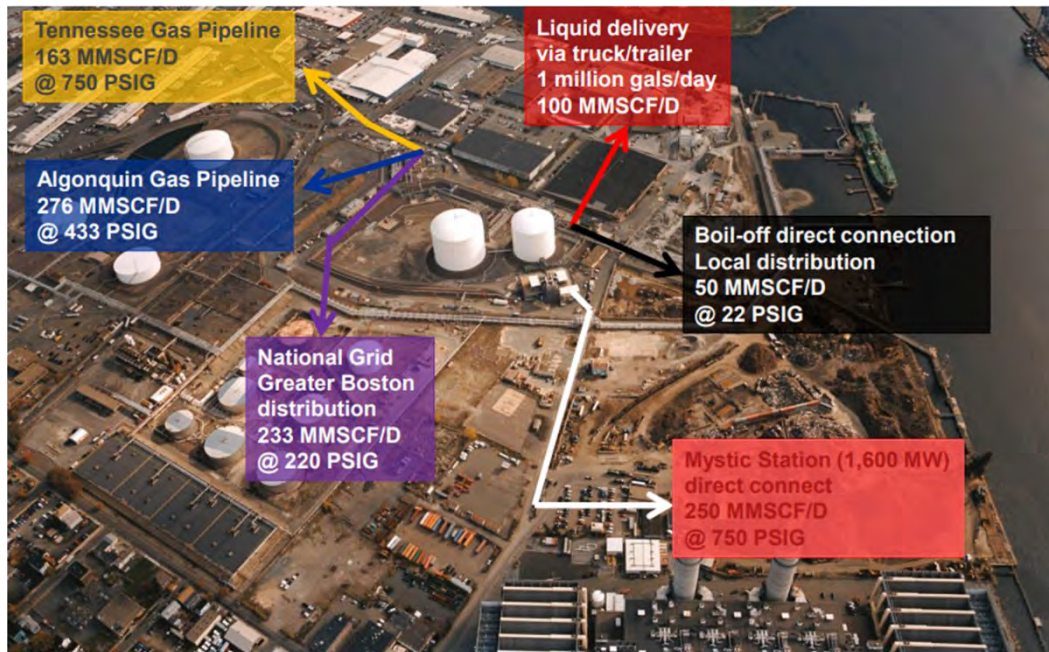 Tennessee Gas Pipeline
163 MMSCF/D
@ 750 PSIG
Liquid delivery
via truck/trailer
1 million gals/day
100 MMSCF/D
Algonquin Gas Pipeline
276 MMSCF/D
@ 433 PSIG
Boil-off direct connection
Local distribution
50 MMSCF/D
@ 22 PSIG
National Grid
Greater Boston
distribution
233 MMSCF/D
@ 220 PSIG
Mystic Station (1,600 MW)
direct connect
250 MMSCF/D
@ 750 PSIG